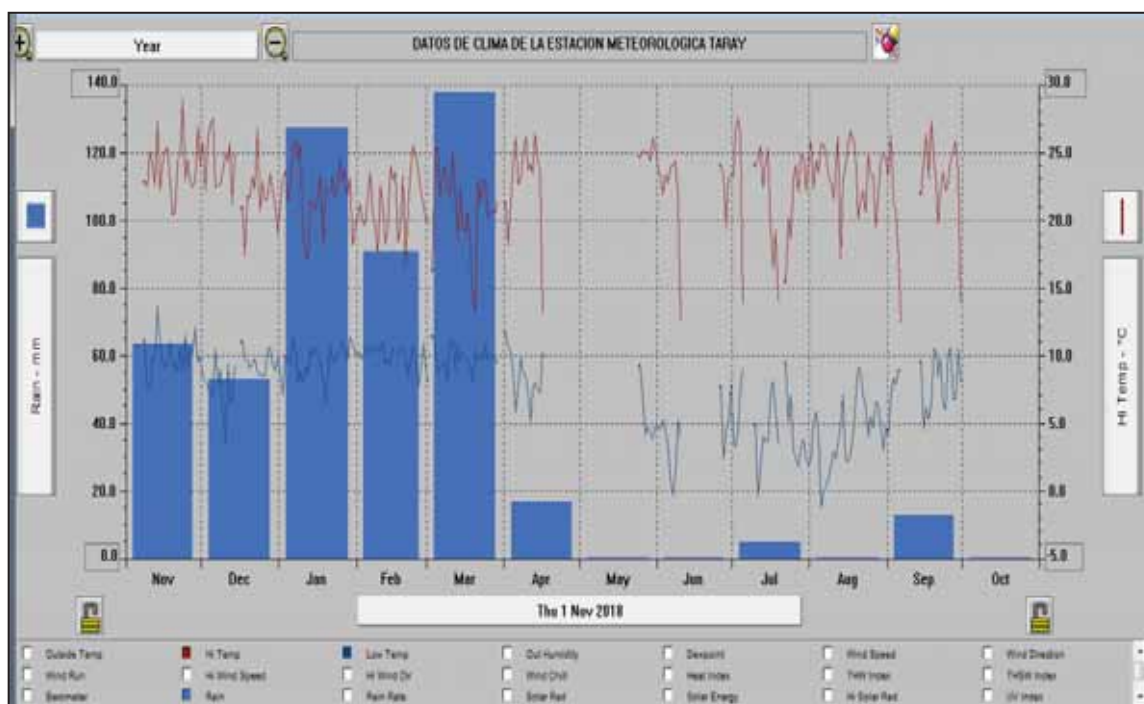 Year DATOS DE CLIMA DE LA ESTACION METEOROLOGICA TARAY
140.0 30.0
120.0 25.0
100.0 20.0
80.0 15.0
60.0 10.0
40.0 5.0
20.0 0.0
0.0 -5.0
Rain - mm
Hi Temp - °C
Nov Dec Jan Feb Mar Apr May Jun Jul Aug Sep Oct
Thu 1 Nov 2018
Outside Temp Hi Temp Low Temp Out Humidity Dewpoint Wind Speed Wind Direction
Wind Run Hi Wind Speed Hi Wind Dir Wind Chill Heat Index THW Index THSW Index
Barometer Rain Rain Rate Solar Rad Solar Energy Hi Solar Rad UV Index